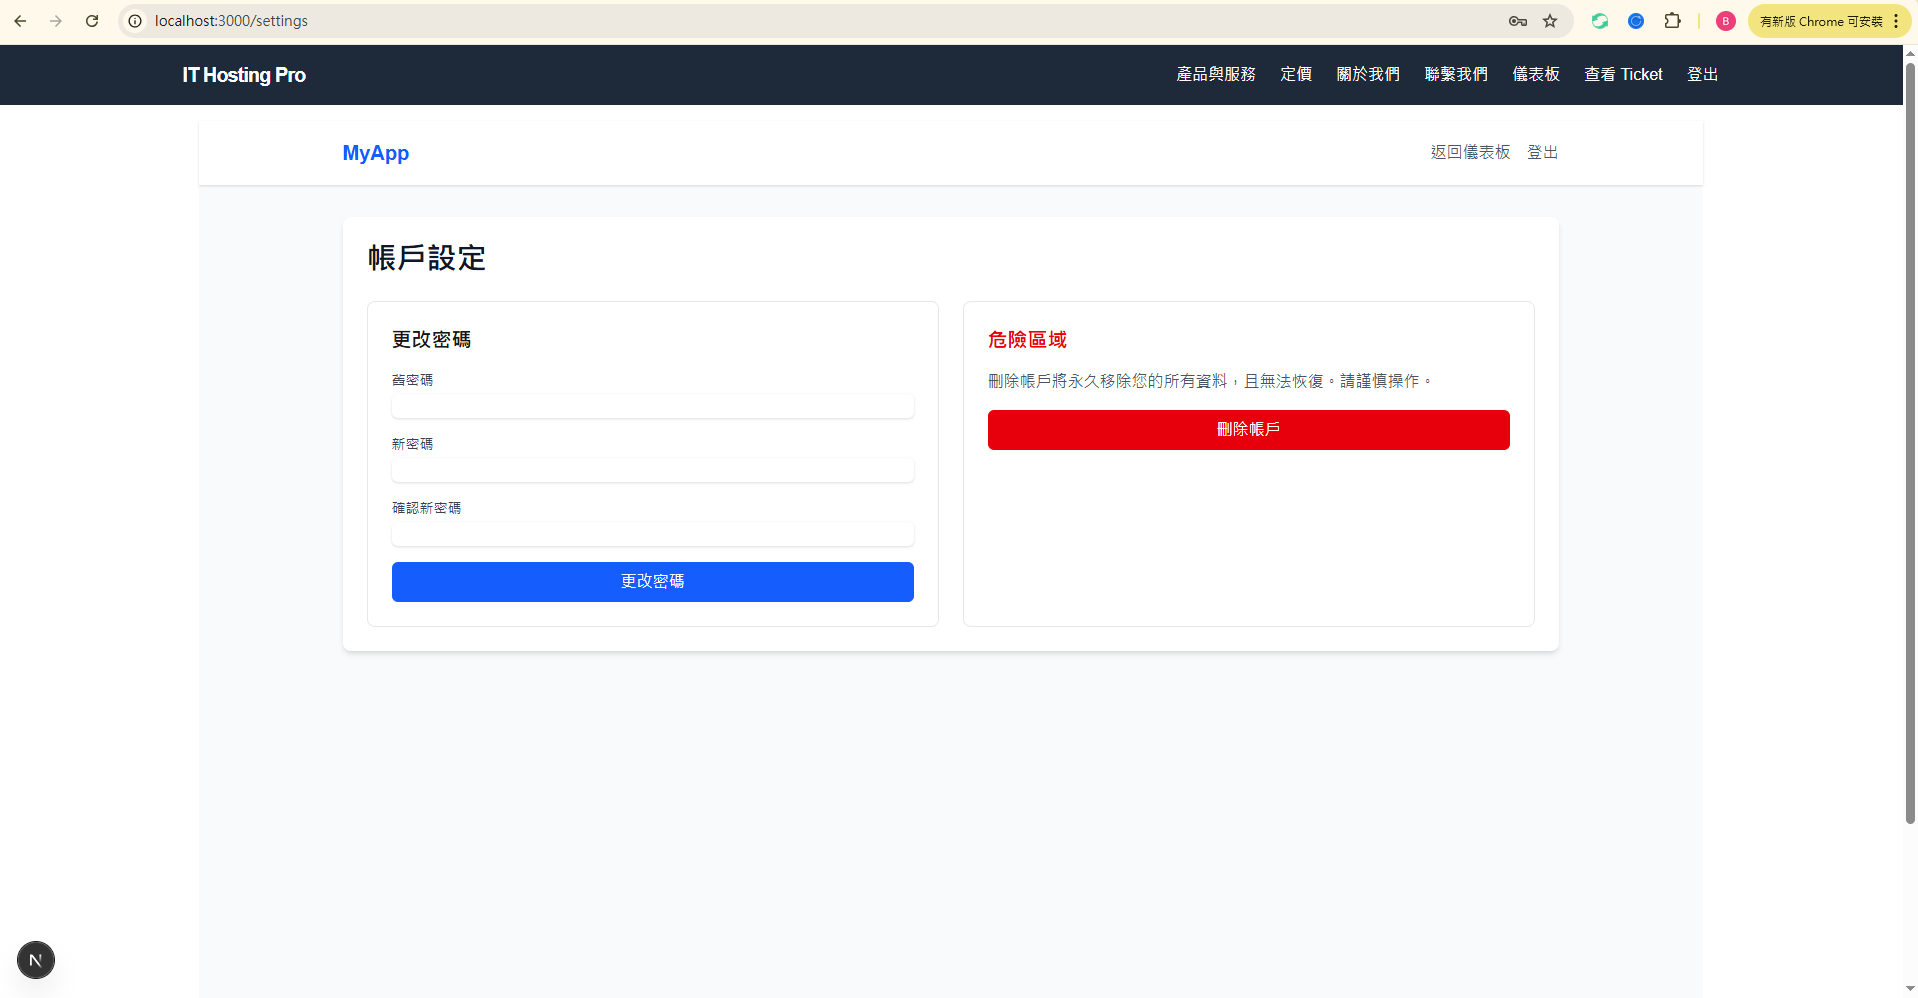 localhost:3000/settings
B
有新版 Chrome 可安裝
IT Hosting Pro
產品與服務 定價 關於我們 聯繫我們 儀表板 查看 Ticket 登出
MyApp
返回儀表板 登出
帳戶設定
更改密碼
舊密碼
新密碼
確認新密碼
更改密碼
危險區域
刪除帳戶將永久移除您的所有資料，且無法恢復。請謹慎操作。
刪除帳戶
N